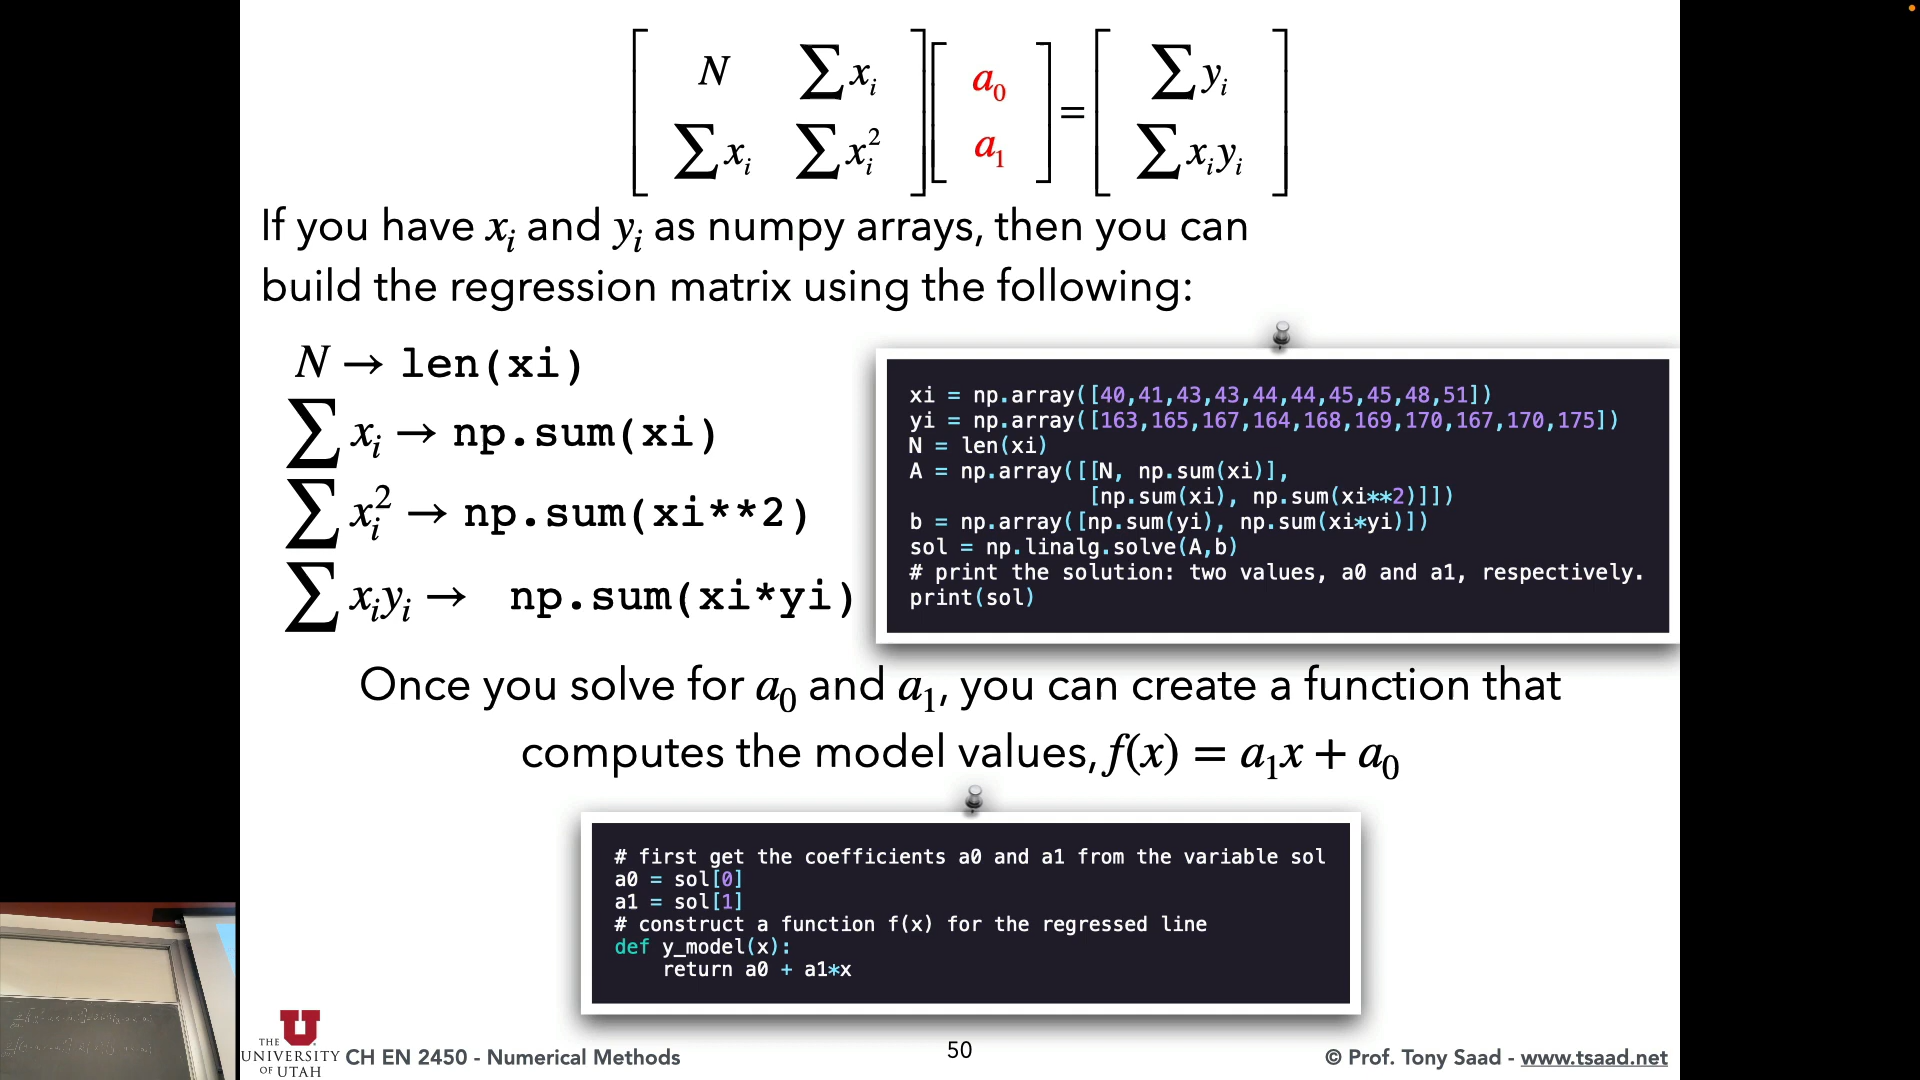 N ∑xᵢ a₀ = ∑yᵢ
∑xᵢ ∑xᵢ² a₁ ∑xᵢyᵢ
If you have xᵢ and yᵢ as numpy arrays, then you can
build the regression matrix using the following:
N → len(xi)
∑xᵢ → np.sum(xi)
∑xᵢ² → np.sum(xi**2)
∑xᵢyᵢ → np.sum(xi*yi)
xi = np.array([40,41,43,43,44,44,45,45,48,51])
yi = np.array([163,165,167,164,168,169,170,167,170,175])
N = len(xi)
A = np.array([[N, np.sum(xi)],
[np.sum(xi), np.sum(xi**2)]])
b = np.array([np.sum(yi), np.sum(xi*yi)])
sol = np.linalg.solve(A,b)
# print the solution: two values, a0 and a1, respectively.
print(sol)
Once you solve for a₀ and a₁, you can create a function that
computes the model values, f(x) = a₁x + a₀
# first get the coefficients a0 and a1 from the variable sol
a0 = sol[0]
a1 = sol[1]
# construct a function f(x) for the regressed line
def y_model(x):
return a0 + a1*x
THE
UNIVERSITY
OF UTAH
CH EN 2450 - Numerical Methods
50
© Prof. Tony Saad - www.tsaad.net